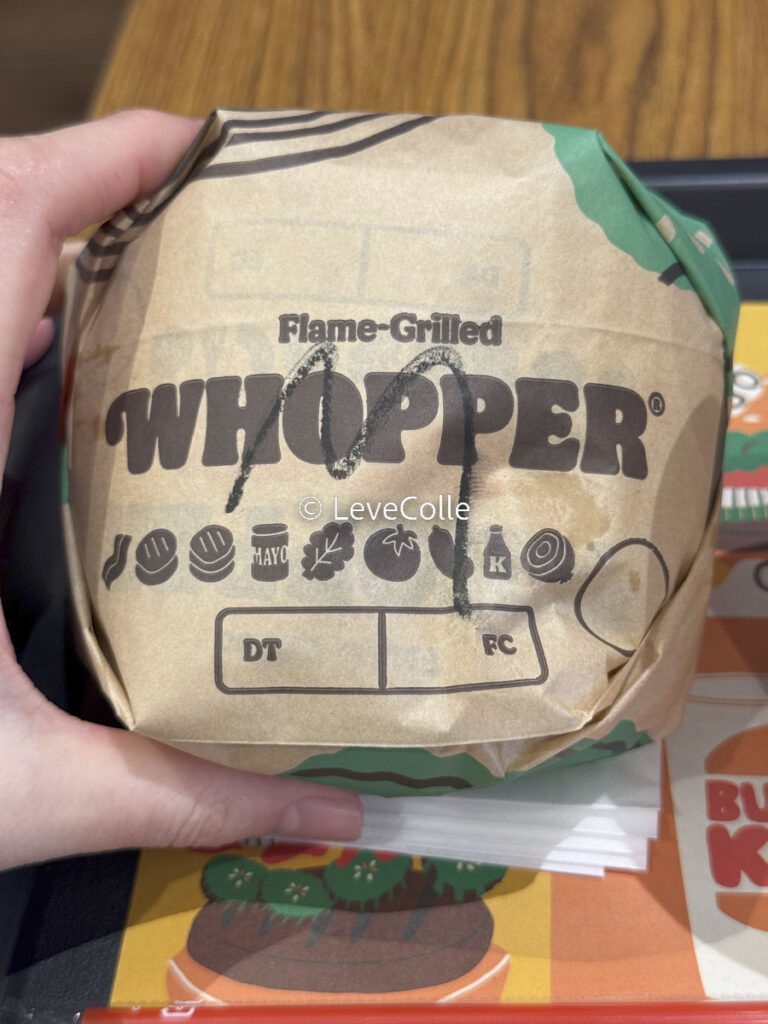 Flame-Grilled
WHOPPER®
© LeveColle
MAYO
K
DT FC
BU
K